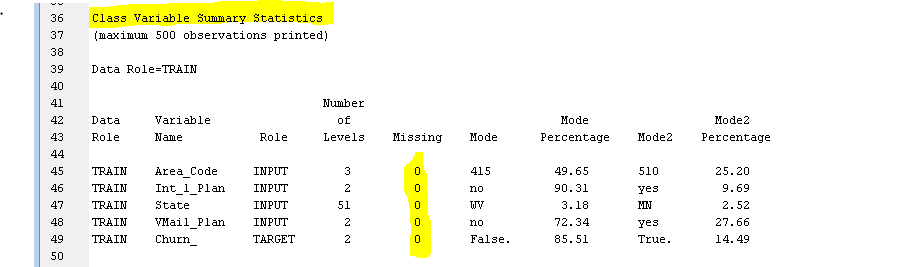 36 Class Variable Summary Statistics
37 (maximum 500 observations printed)
38
39 Data Role=TRAIN
40
41 Number
42 Data Variable of Mode Mode2
43 Role Name Role Levels Missing Mode Percentage Mode2 Percentage
44
45 TRAIN Area_Code INPUT 3 0 415 49.65 510 25.20
46 TRAIN Int_l_Plan INPUT 2 0 no 90.31 yes 9.69
47 TRAIN State INPUT 51 0 WV 3.18 MN 2.52
48 TRAIN VMail_Plan INPUT 2 0 no 72.34 yes 27.66
49 TRAIN Churn_ TARGET 2 0 False. 85.51 True. 14.49
50